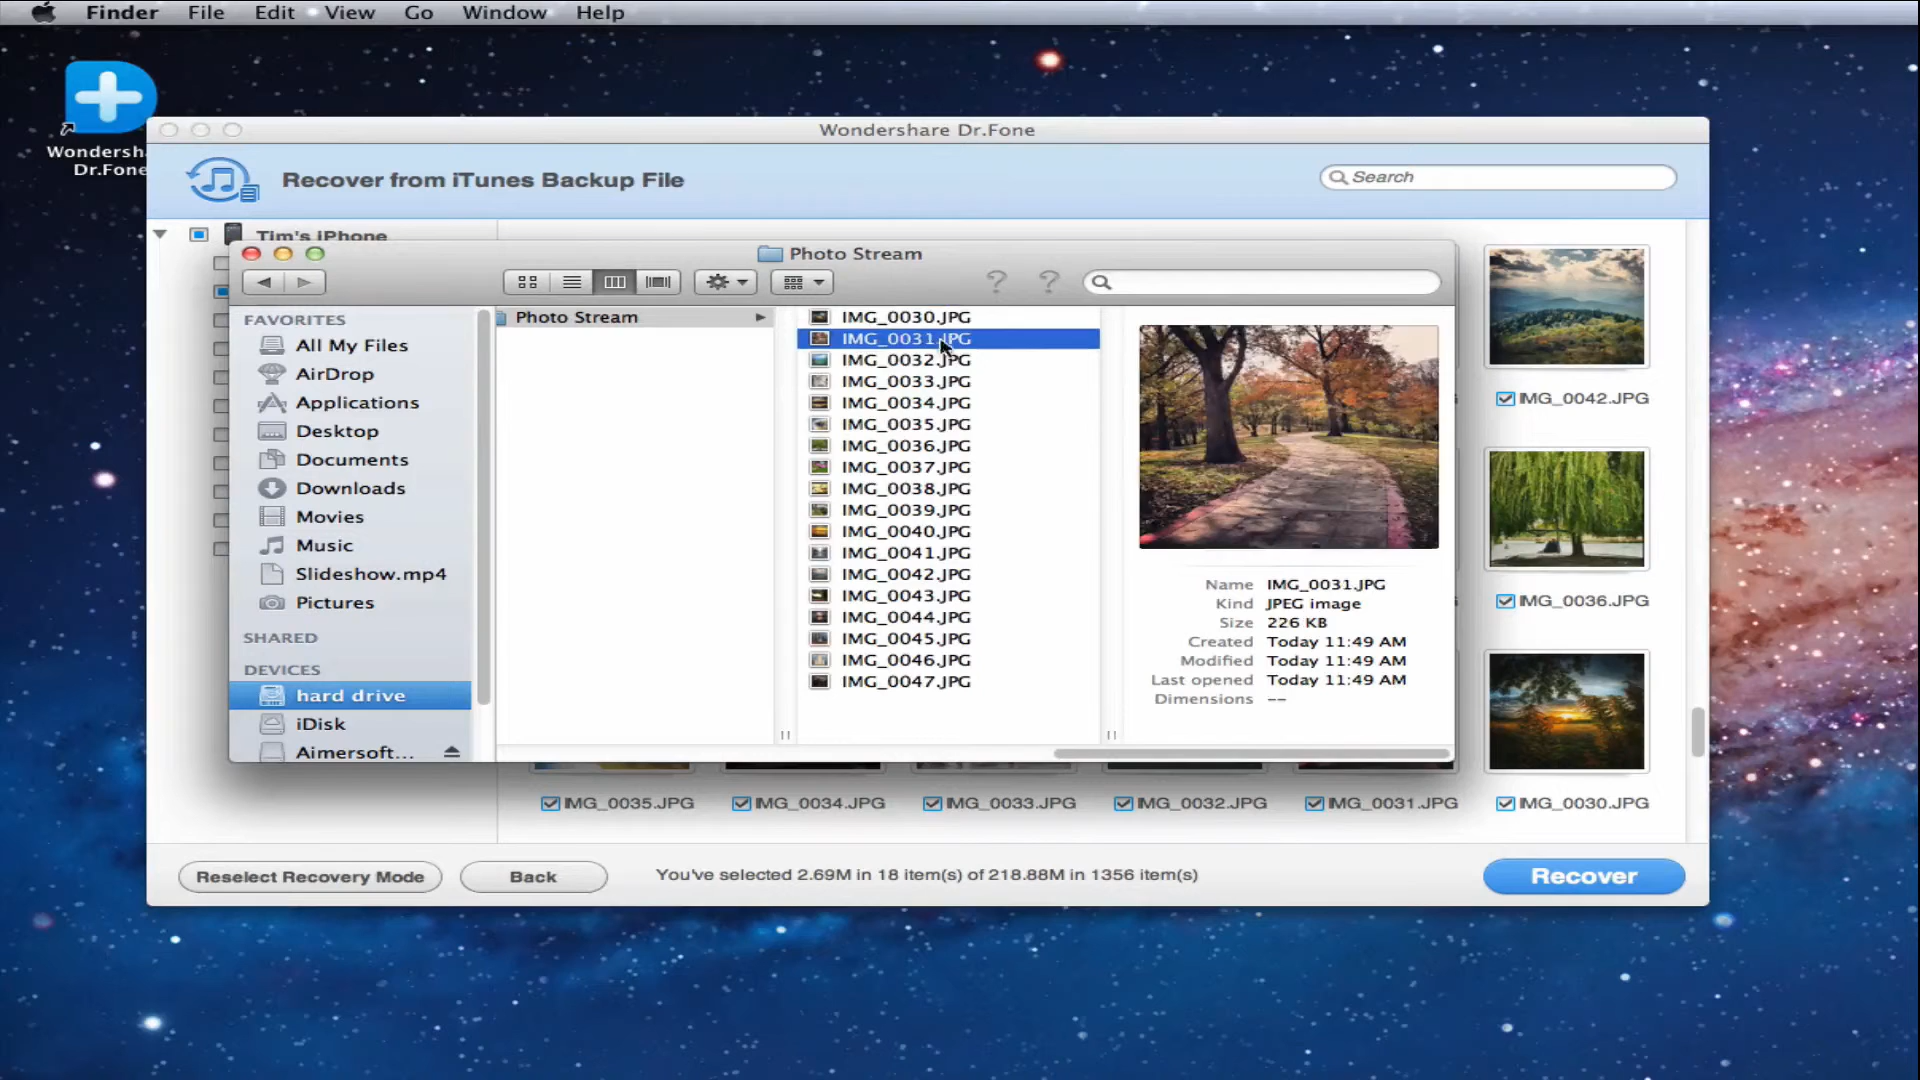 Finder File Edit View Go Window Help
Wondersh
Dr.Fone
Wondershare Dr.Fone
Recover from iTunes Backup File
Search
Tim's iPhone
Photo Stream
FAVORITES
All My Files
AirDrop
Applications
Desktop
Documents
Downloads
Movies
Music
Slideshow.mp4
Pictures
SHARED
DEVICES
hard drive
iDisk
Aimersoft...
Photo Stream
IMG_0030.JPG
IMG_0031.JPG
IMG_0032.JPG
IMG_0033.JPG
IMG_0034.JPG
IMG_0035.JPG
IMG_0036.JPG
IMG_0037.JPG
IMG_0038.JPG
IMG_0039.JPG
IMG_0040.JPG
IMG_0041.JPG
IMG_0042.JPG
IMG_0043.JPG
IMG_0044.JPG
IMG_0045.JPG
IMG_0046.JPG
IMG_0047.JPG
Name IMG_0031.JPG
Kind JPEG image
Size 226 KB
Created Today 11:49 AM
Modified Today 11:49 AM
Last opened Today 11:49 AM
Dimensions --
IMG_0042.JPG
IMG_0036.JPG
IMG_0035.JPG IMG_0034.JPG IMG_0033.JPG IMG_0032.JPG IMG_0031.JPG IMG_0030.JPG
Reselect Recovery Mode
Back
You've selected 2.69M in 18 item(s) of 218.88M in 1356 item(s)
Recover